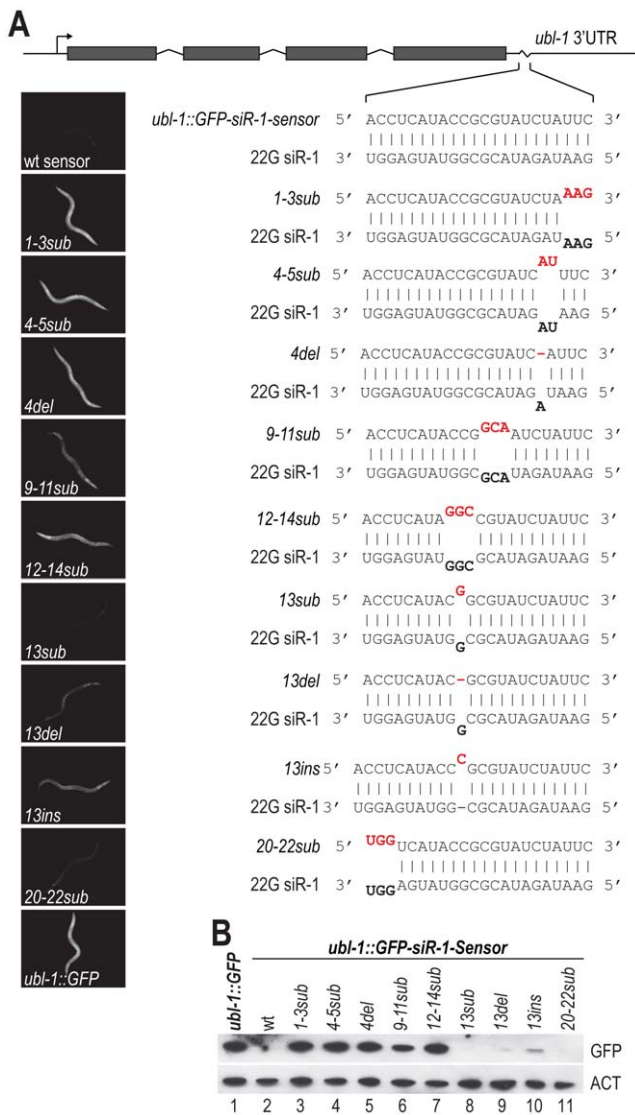 A
ubl-1 3'UTR
wt sensor
1-3sub
4-5sub
4del
9-11sub
12-14sub
13sub
13del
13ins
20-22sub
ubl-1::GFP
ubl-1::GFP-siR-1-sensor 5' ACCUCAUACCGCGUAUCUAUUC 3'
22G siR-1 3' UGGAGUAUGGCGCAUAGAUAAG 5'
1-3sub 5' ACCUCAUACCGCGUAUCUAAAG 3'
22G siR-1 3' UGGAGUAUGGCGCAUAGAUAAG 5'
4-5sub 5' ACCUCAUACCGCGUAUCAUUUC 3'
22G siR-1 3' UGGAGUAUGGCGCAUAGAUAAG 5'
4del 5' ACCUCAUACCGCGUAUC-AUUC 3'
22G siR-1 3' UGGAGUAUGGCGCAUAGAUAAG 5'
9-11sub 5' ACCUCAUACCGGCAAUCUAUUC 3'
22G siR-1 3' UGGAGUAUGGCGCAUAGAUAAG 5'
12-14sub 5' ACCUCAUAGGCCGUAUCUAUUC 3'
22G siR-1 3' UGGAGUAUGGCGCAUAGAUAAG 5'
13sub 5' ACCUCAUACGGCGUAUCUAUUC 3'
22G siR-1 3' UGGAGUAUGGCGCAUAGAUAAG 5'
13del 5' ACCUCAUAC-GCGUAUCUAUUC 3'
22G siR-1 3' UGGAGUAUGGCGCAUAGAUAAG 5'
13ins 5' ACCUCAUACCCGCGUAUCUAUUC 3'
22G siR-1 3' UGGAGUAUGG-CGCAUAGAUAAG 5'
20-22sub 5' UGGUCAUACCGCGUAUCUAUUC 3'
22G siR-1 3' UGGAGUAUGGCGCAUAGAUAAG 5'
B
ubl-1::GFP-siR-1-Sensor
ubl-1::GFP wt 1-3sub 4-5sub 4del 9-11sub 12-14sub 13sub 13del 13ins 20-22sub
GFP
ACT
1 2 3 4 5 6 7 8 9 10 11